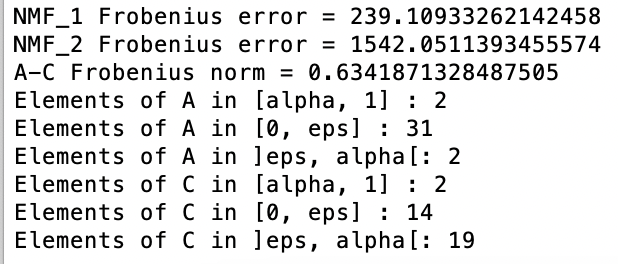 NMF_1 Frobenius error = 239.10933262142458
NMF_2 Frobenius error = 1542.0511393455574
A-C Frobenius norm = 0.6341871328487505
Elements of A in [alpha, 1] : 2
Elements of A in [0, eps] : 31
Elements of A in ]eps, alpha[: 2
Elements of C in [alpha, 1] : 2
Elements of C in [0, eps] : 14
Elements of C in ]eps, alpha[: 19